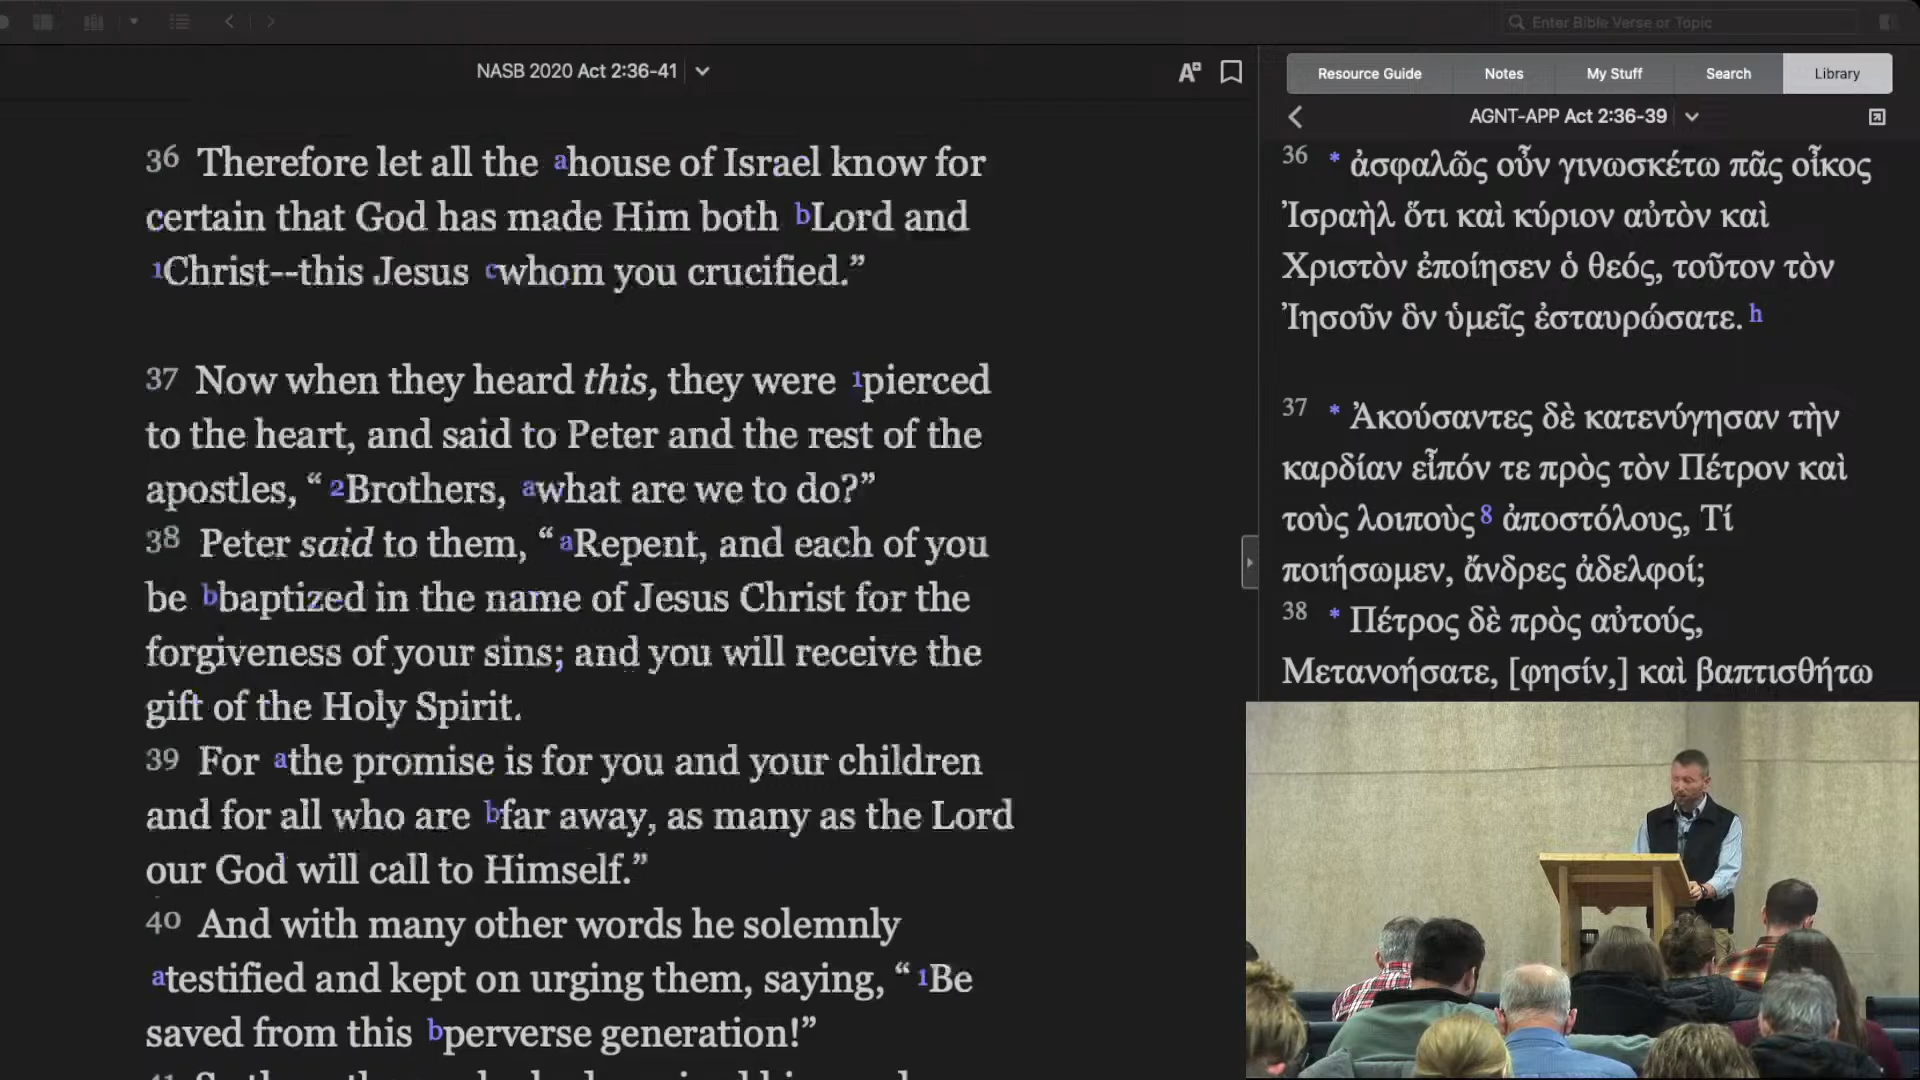 Enter Bible Verse or Topic
NASB 2020 Act 2:36-41
A
36 Therefore let all the ahouse of Israel know for
certain that God has made Him both bLord and
1Christ--this Jesus cwhom you crucified.”
37 Now when they heard this, they were 1pierced
to the heart, and said to Peter and the rest of the
apostles, “ 2Brothers, awhat are we to do?”
38 Peter said to them, “ aRepent, and each of you
be bbaptized in the name of Jesus Christ for the
forgiveness of your sins; and you will receive the
gift of the Holy Spirit.
39 For athe promise is for you and your children
and for all who are bfar away, as many as the Lord
our God will call to Himself.”
40 And with many other words he solemnly
atestified and kept on urging them, saying, “ 1Be
saved from this bperverse generation!”
Resource Guide Notes My Stuff Search Library
AGNT-APP Act 2:36-39
36 * ἀσφαλῶς οὖν γινωσκέτω πᾶς οἶκος
Ἰσραὴλ ὅτι καὶ κύριον αὐτὸν καὶ
Χριστὸν ἐποίησεν ὁ θεός, τοῦτον τὸν
Ἰησοῦν ὃν ὑμεῖς ἐσταυρώσατε. h
37 * Ἀκούσαντες δὲ κατενύγησαν τὴν
καρδίαν εἶπόν τε πρὸς τὸν Πέτρον καὶ
τοὺς λοιποὺς 8 ἀποστόλους, Τί
ποιήσωμεν, ἄνδρες ἀδελφοί;
38 * Πέτρος δὲ πρὸς αὐτούς,
Μετανοήσατε, [φησίν,] καὶ βαπτισθήτω